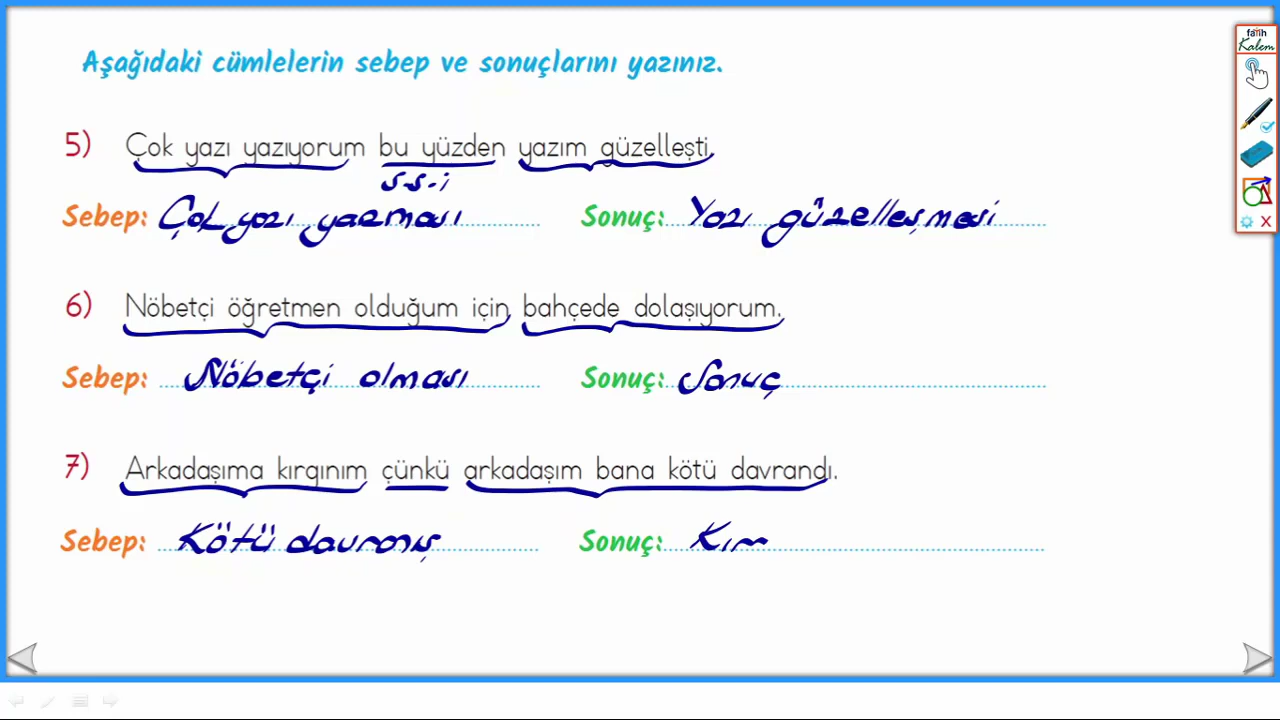 Aşağıdaki cümlelerin sebep ve sonuçlarını yazınız.
fatih
Kalem
5) Çok yazı yazıyorum bu yüzden yazım güzelleşti.
s-s-i
Sebep: Çok yazı yazması Sonuç: Yazı güzelleşmesi
6) Nöbetçi öğretmen olduğum için bahçede dolaşıyorum.
Sebep: Nöbetçi olması Sonuç: Sonuç
7) Arkadaşıma kırgınım çünkü arkadaşım bana kötü davrandı.
Sebep: Kötü davranış Sonuç: Kım